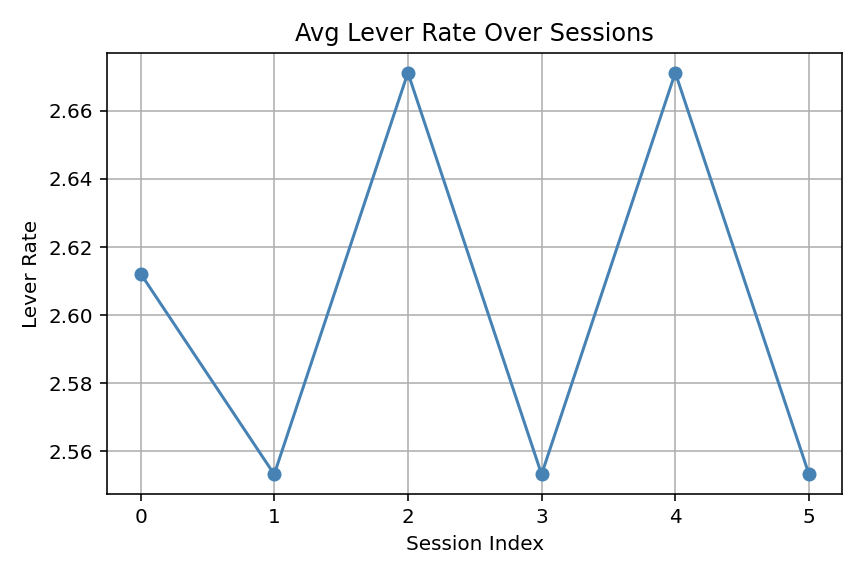 Avg Lever Rate Over Sessions
2.66
2.64
2.62
2.60
2.58
2.56
Lever Rate
0 1 2 3 4 5
Session Index